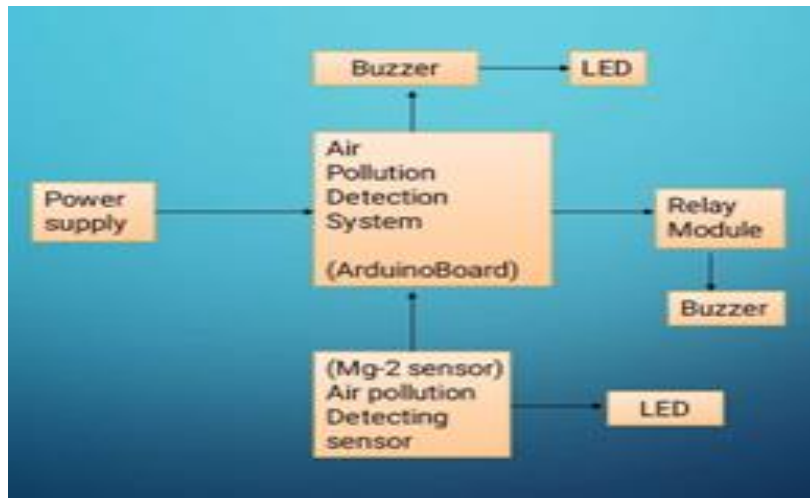 Buzzer
LED
Air
Pollution
Detection
System
(ArduinoBoard)
Power
supply
Relay
Module
Buzzer
(Mg-2 sensor)
Air pollution
Detecting
sensor
LED